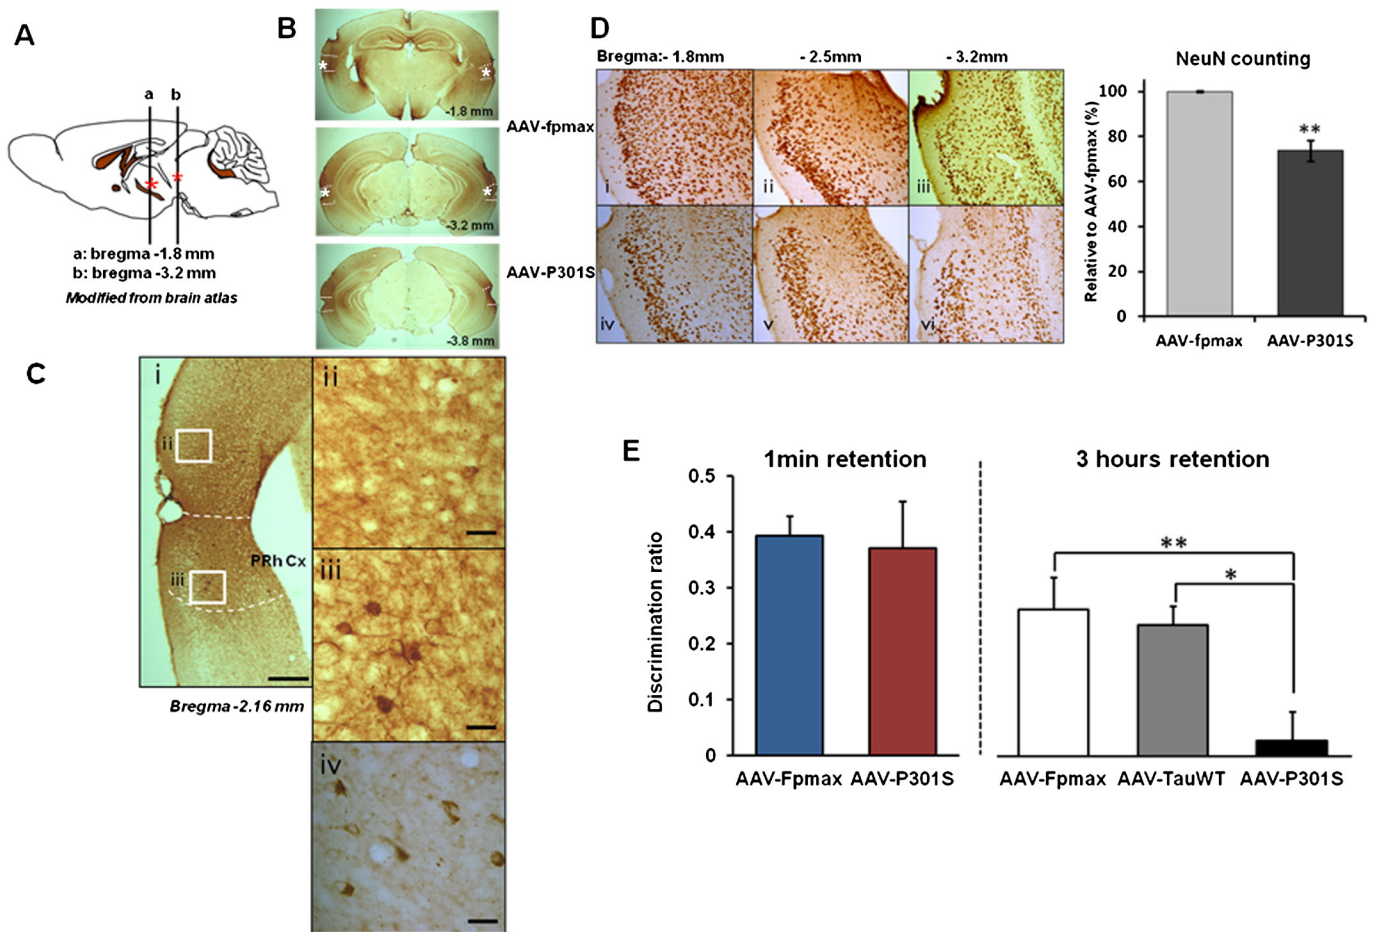 A
a b
* *
a: bregma -1.8 mm
b: bregma -3.2 mm
Modified from brain atlas
B
* *
-1.8 mm
* *
-3.2 mm
-3.8 mm
AAV-fpmax
AAV-P301S
C
i
ii
iii
PRh Cx
Bregma -2.16 mm
ii
iii
iv
D
Bregma:- 1.8mm - 2.5mm - 3.2mm
i ii iii
iv v vi
NeuN counting
Relative to AAV-fpmax (%)
100
80
60
40
20
0
**
AAV-fpmax AAV-P301S
E
1min retention 3 hours retention
Discrimination ratio
0.5
0.4
0.3
0.2
0.1
0
**
*
AAV-Fpmax AAV-P301S AAV-Fpmax AAV-TauWT AAV-P301S